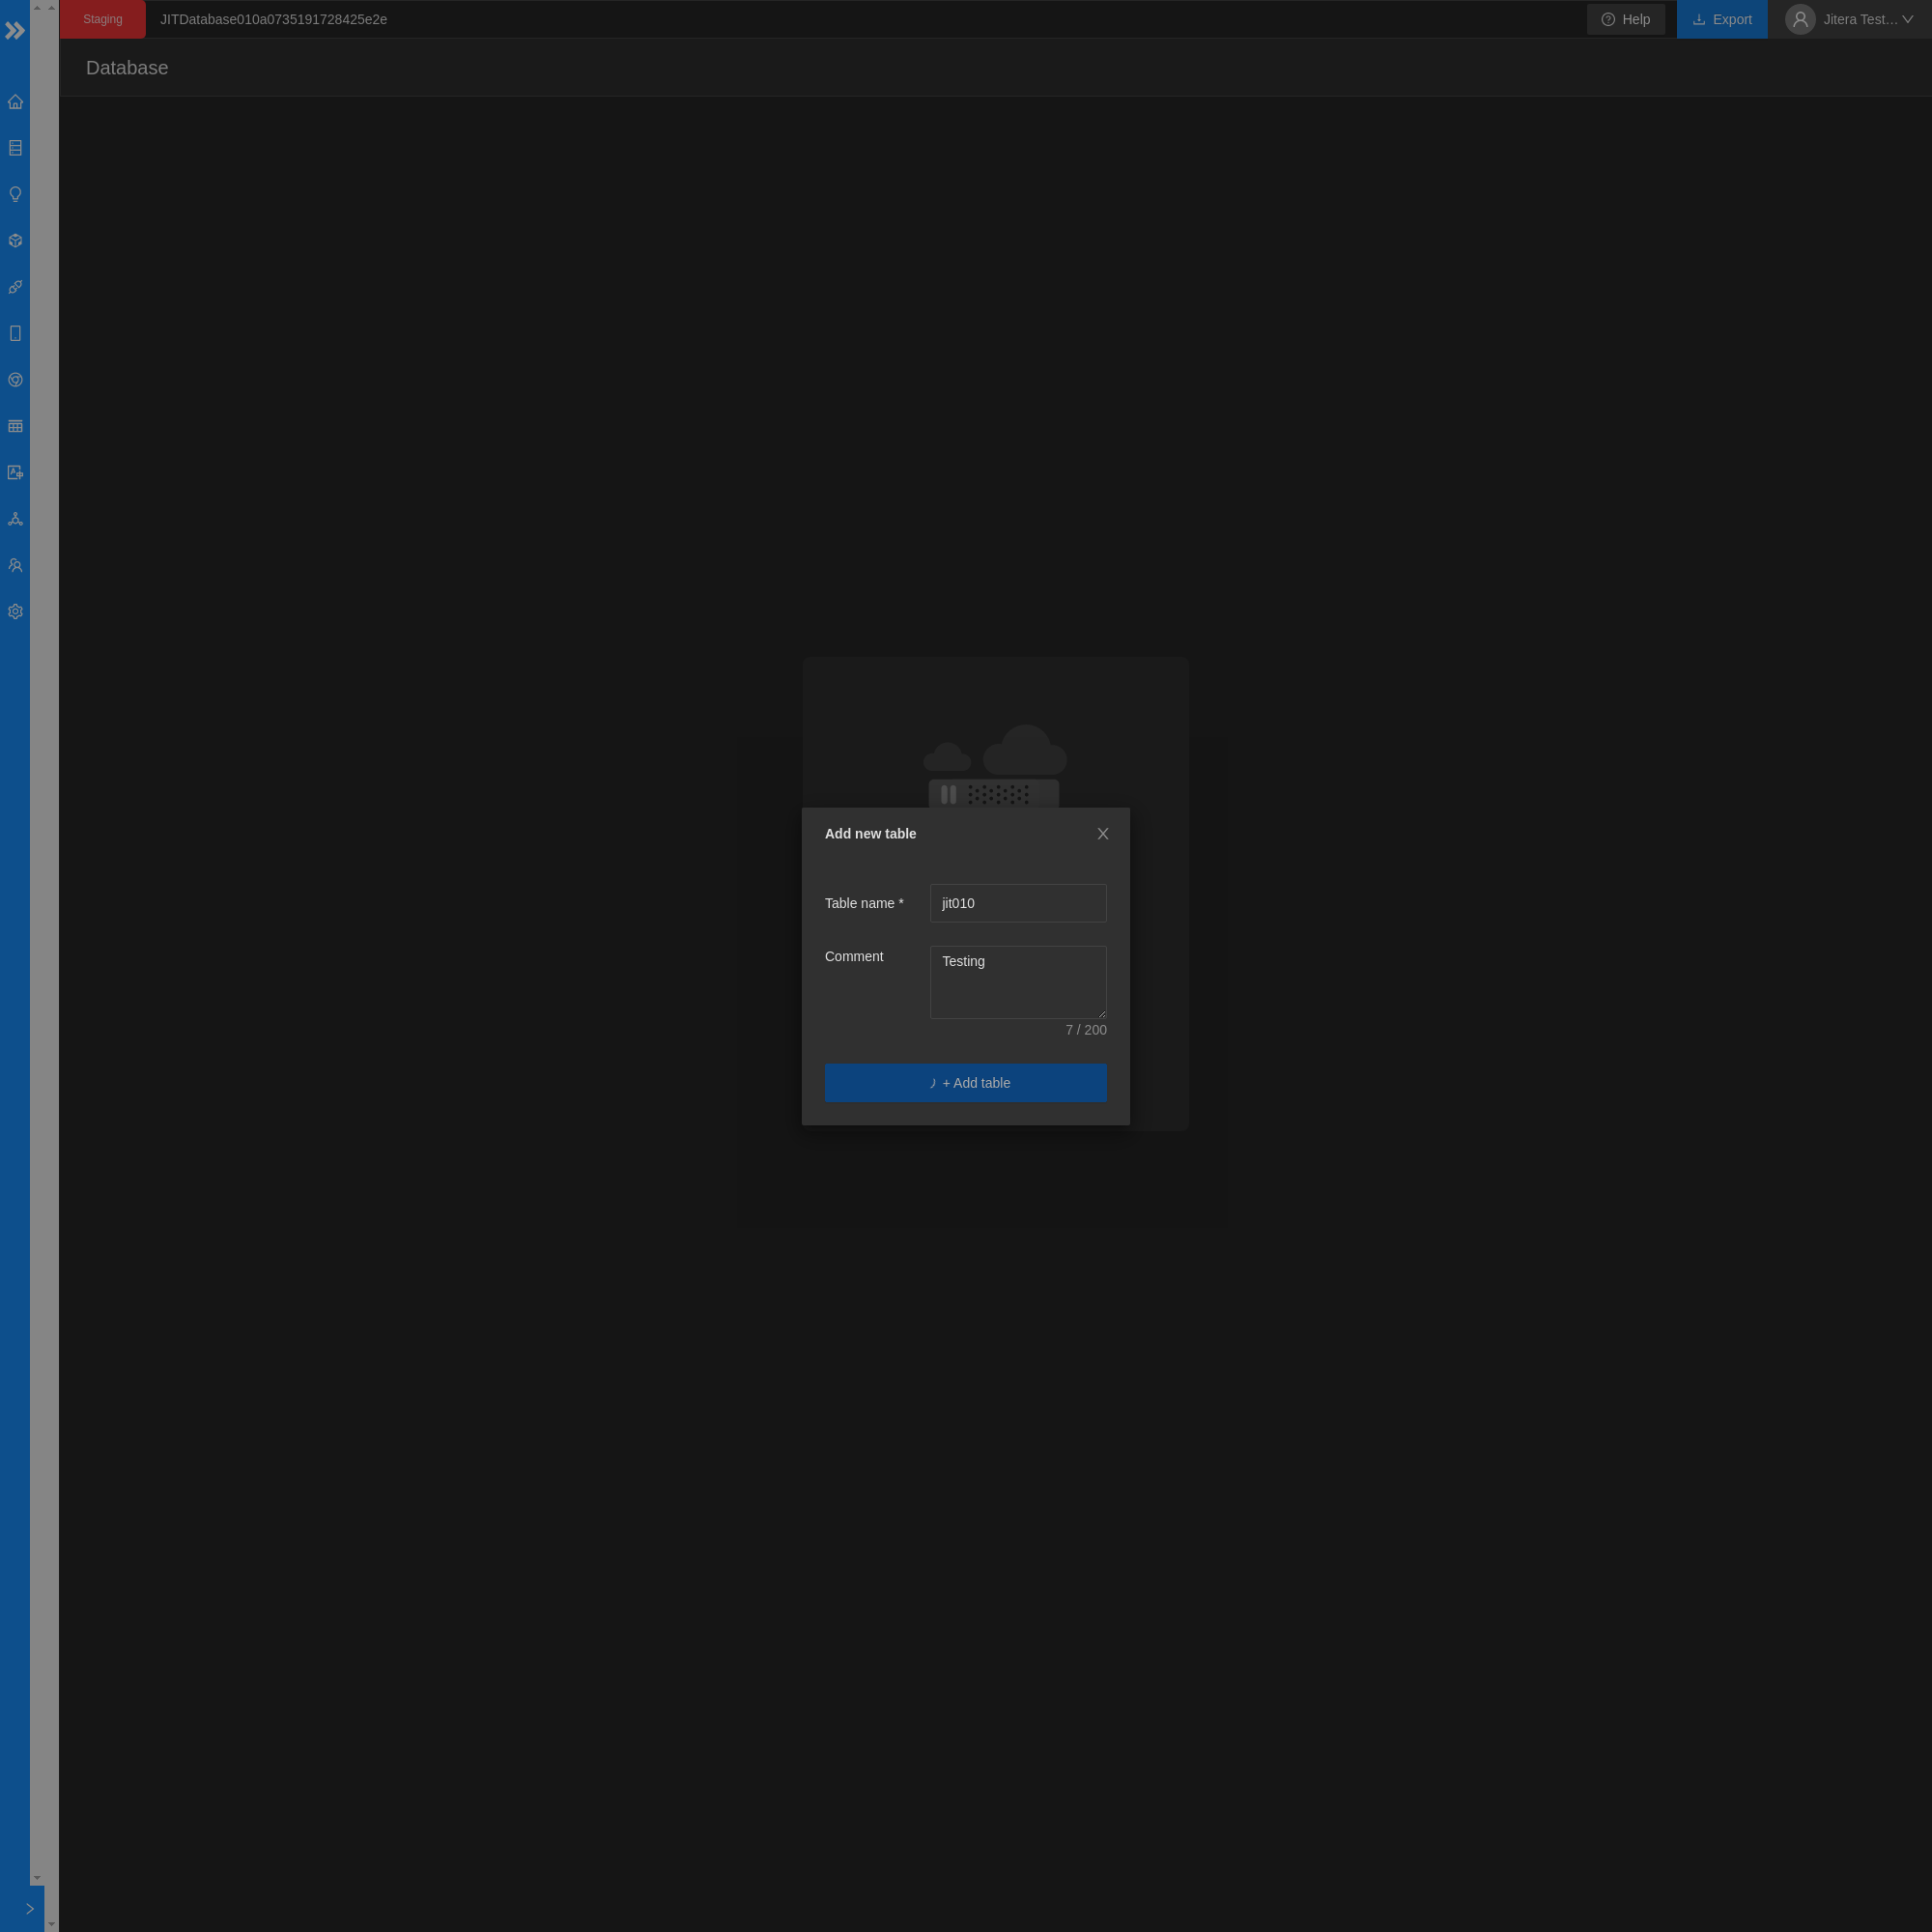 Staging
JITDatabase010a0735191728425e2e
Help
Export
Jitera Test...
Database
Add new table
Table name *
jit010
Comment
Testing
7 / 200
+ Add table